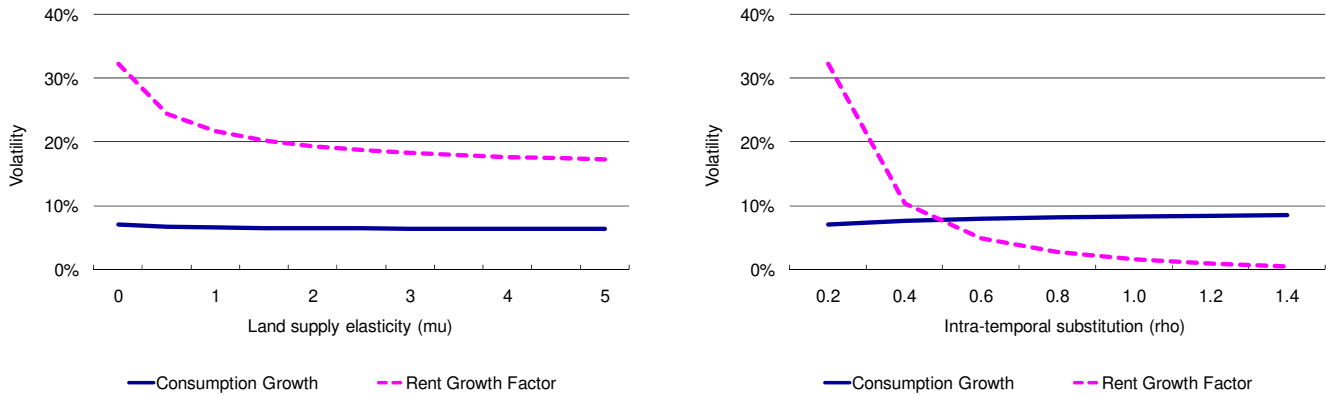 40%
30%
20%
10%
0%
Volatility
0 1 2 3 4 5
Land supply elasticity (mu)
Consumption Growth Rent Growth Factor
40%
30%
20%
10%
0%
Volatility
0.2 0.4 0.6 0.8 1.0 1.2 1.4
Intra-temporal substitution (rho)
Consumption Growth Rent Growth Factor